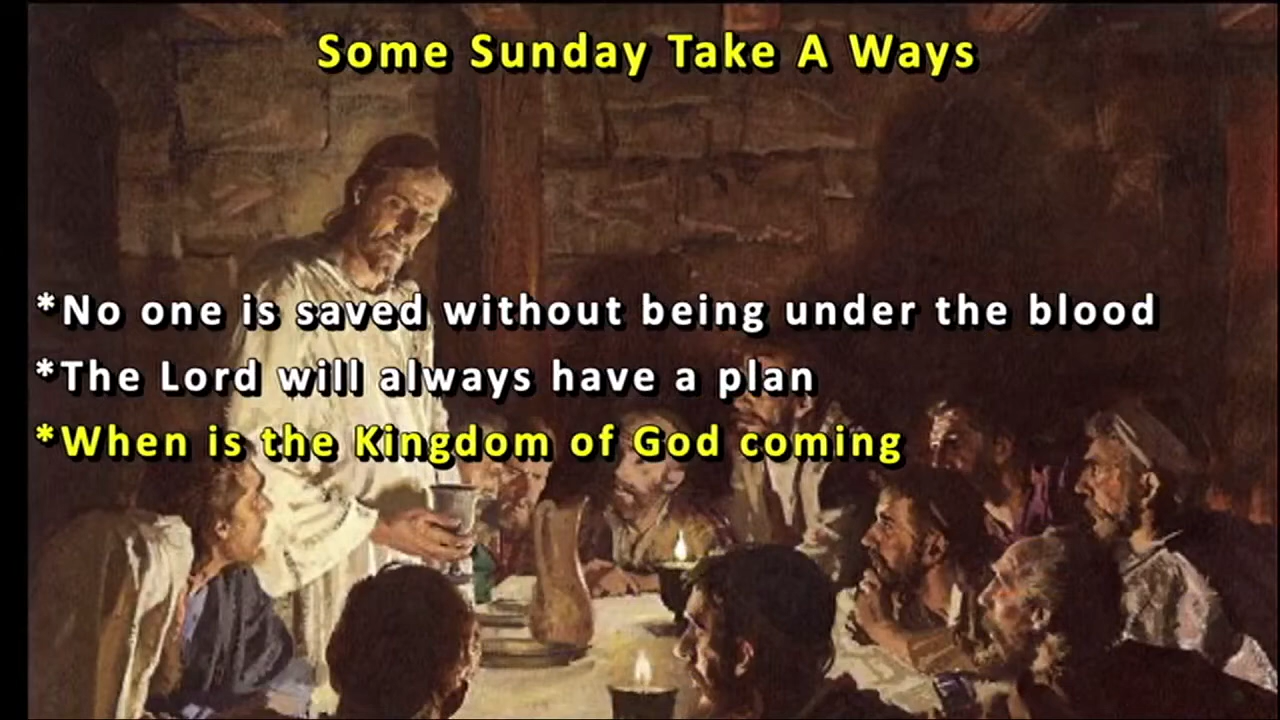 Some Sunday Take A Ways
*No one is saved without being under the blood
*The Lord will always have a plan
*When is the Kingdom of God coming